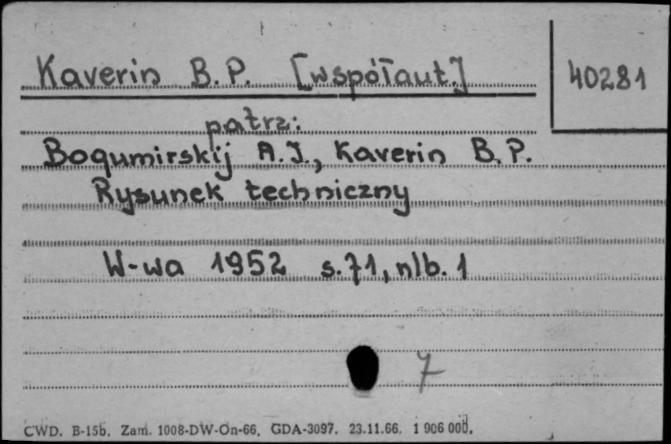 Kaverin B.P. [współaut.]
40281
patrz:
Bogumirskij A.I., Kaverin B.P.
Rysunek techniczny
W-wa 1952 s.71, nlb. 1
7
CWD. B-15b. Zam. 1008-DW-On-66. GDA-3097. 23.11.66. 1 906 000.